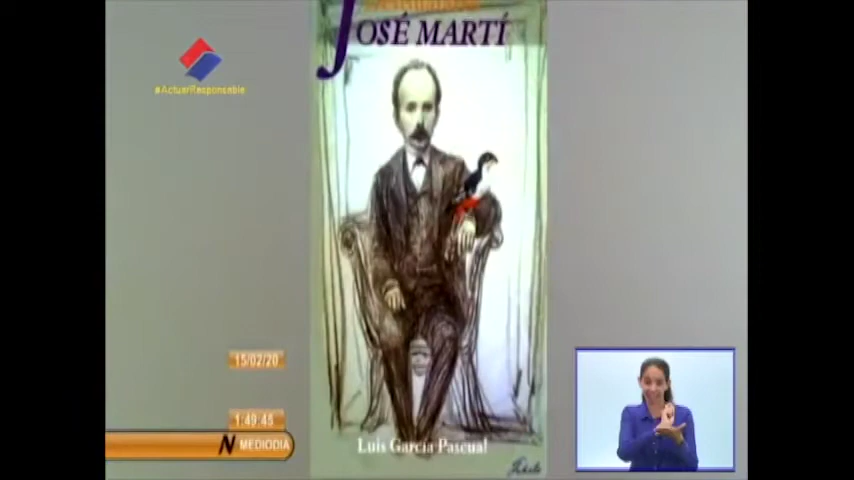 JOSÉ MARTÍ
#ActuarResponsable
15/02/20
1:49:45
N MEDIODIA
Luis García Pascual